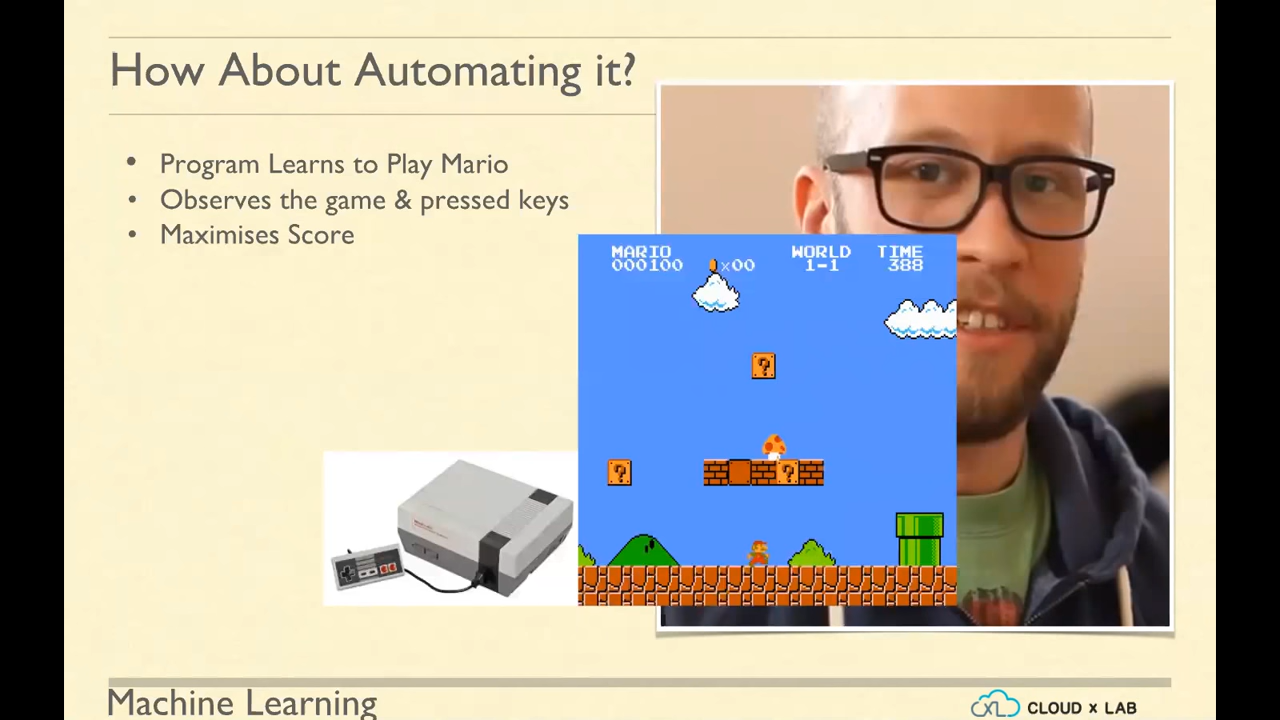 How About Automating it?
• Program Learns to Play Mario
• Observes the game & pressed keys
• Maximises Score
MARIO WORLD TIME
000100 x00 1-1 388
?
? ?
Machine Learning
CLOUD x LAB